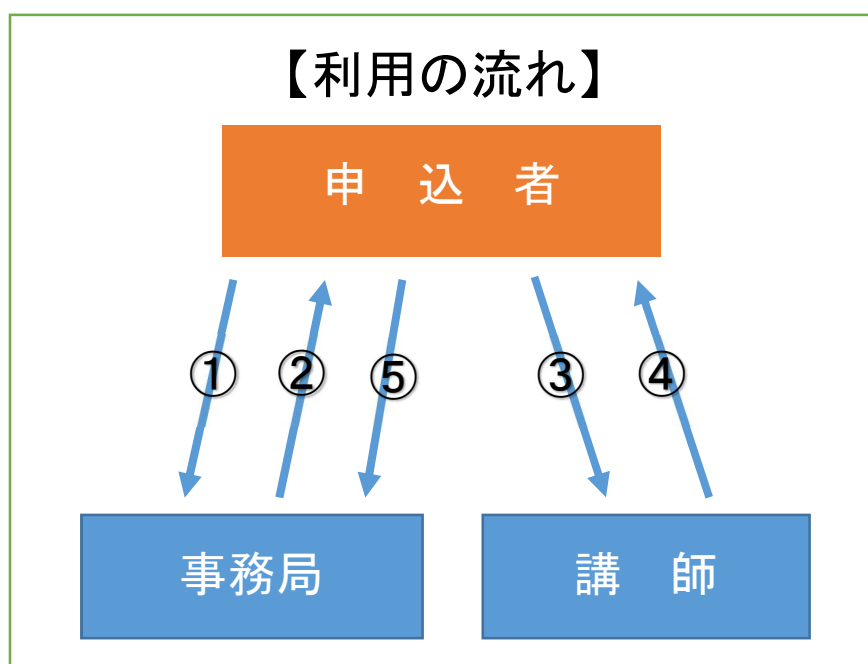 【利用の流れ】
申　込　者
① ② ⑤ ③ ④
事務局
講　師